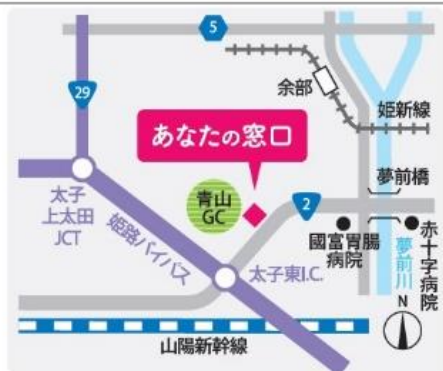 5
余部
姫新線
29
あなたの窓口
太子
上太田
JCT
姫路バイパス
青山
GC
2
夢前橋
國富胃腸
病院
夢前川
赤十字病院
太子東I.C.
N
山陽新幹線